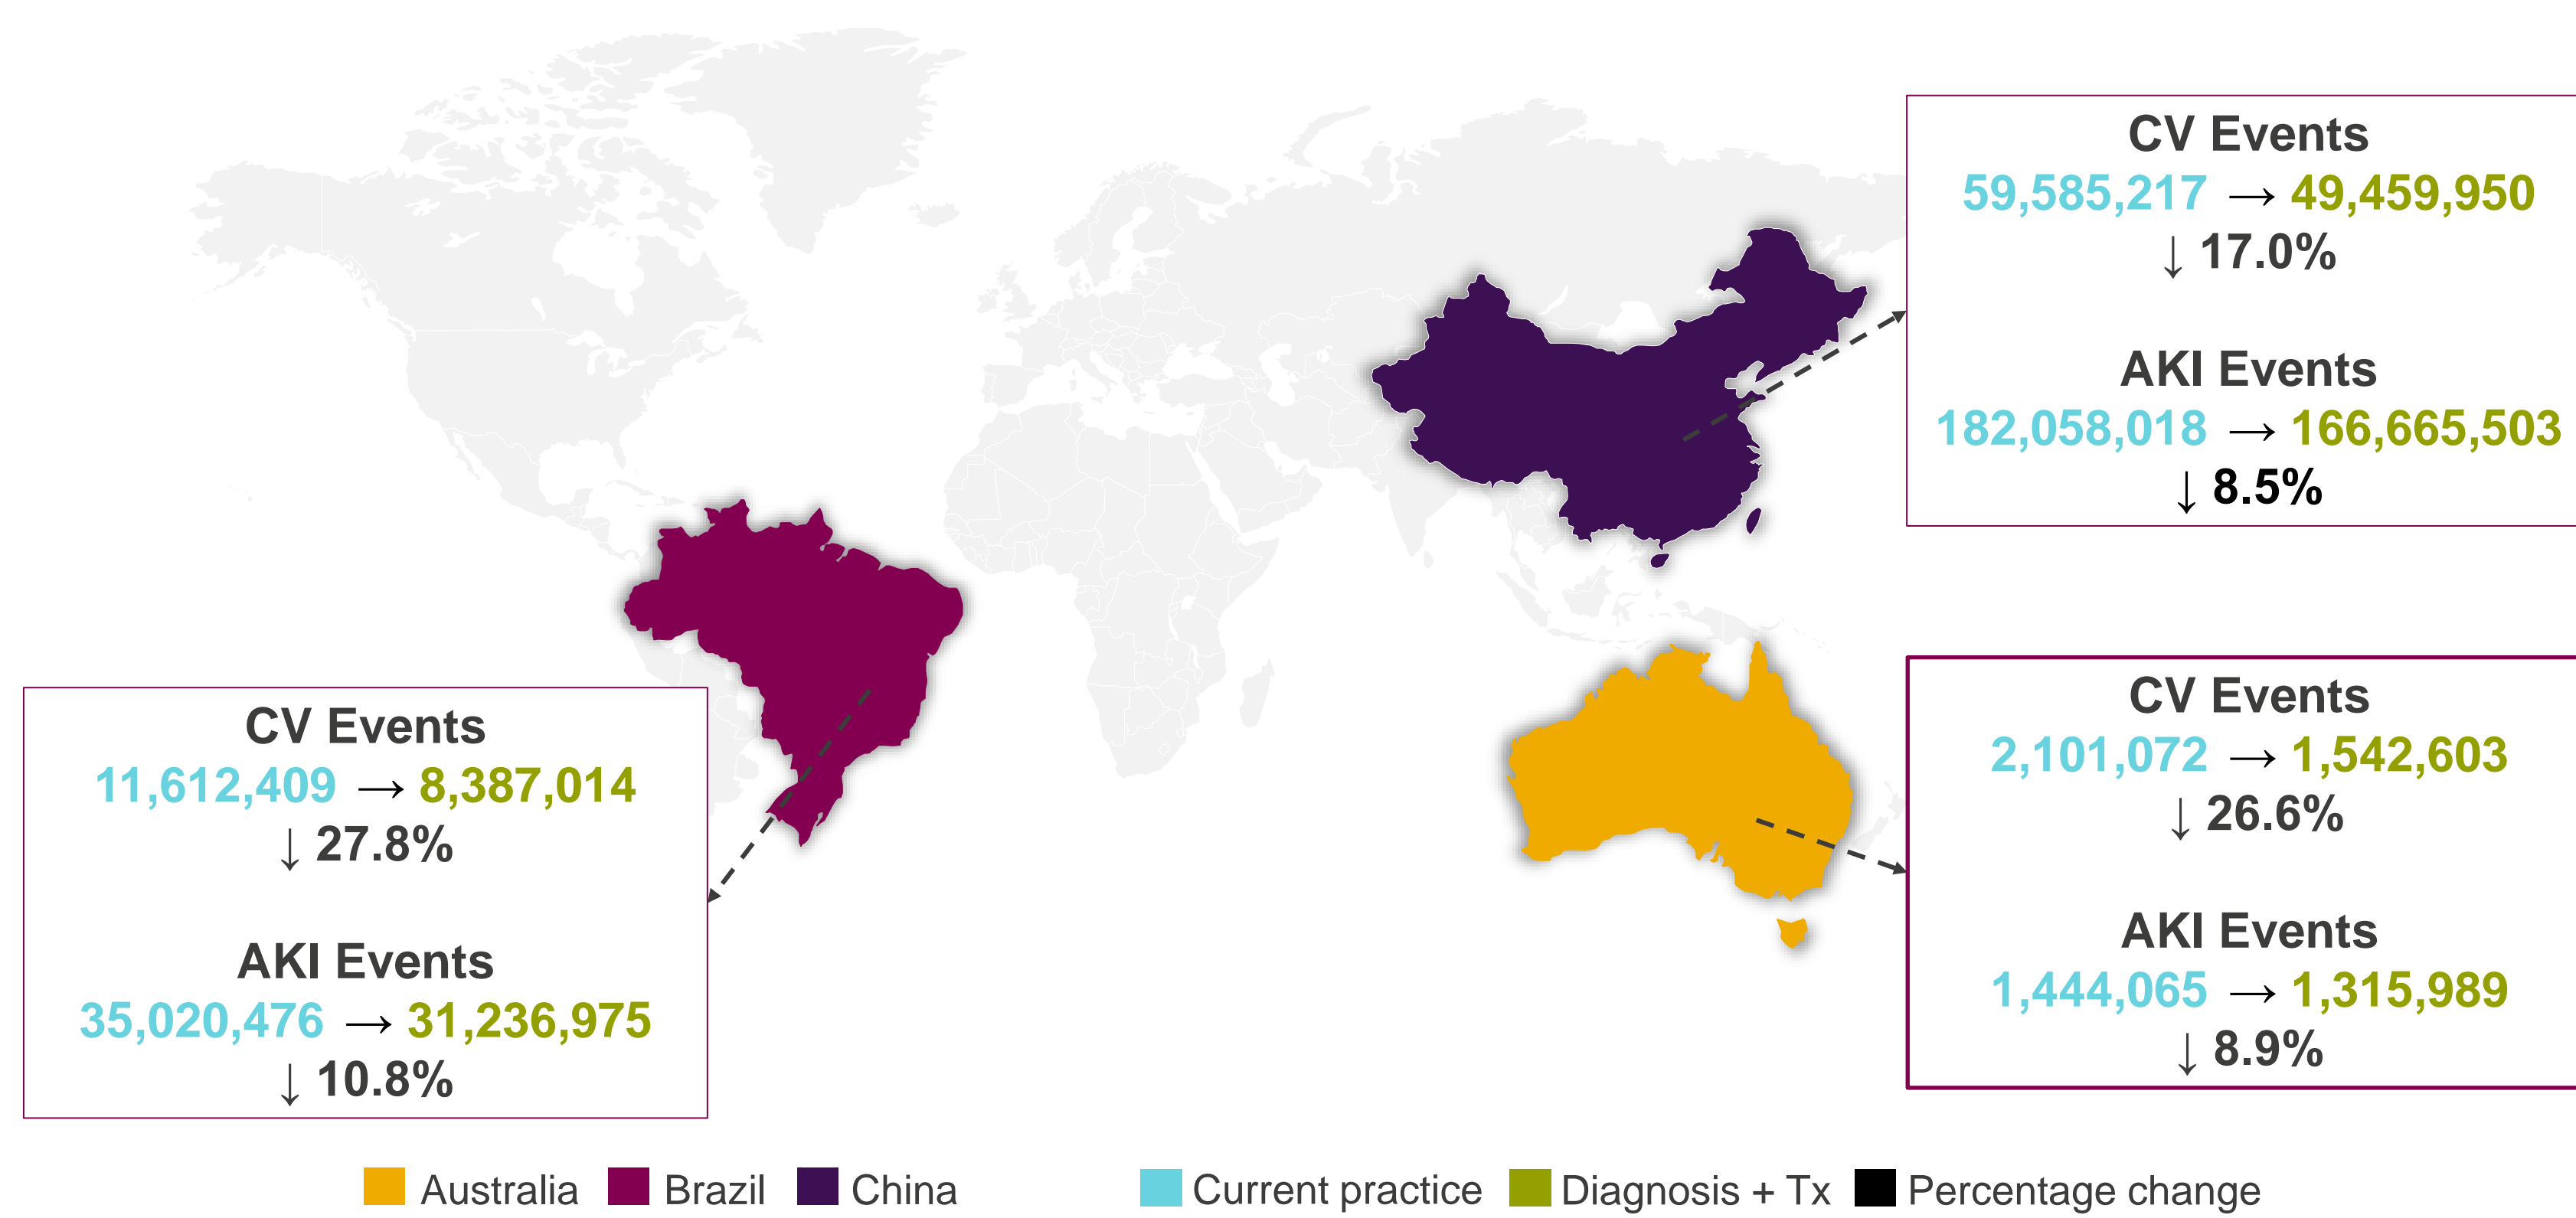 CV Events
59,585,217 → 49,459,950
↓ 17.0%
AKI Events
182,058,018 → 166,665,503
↓ 8.5%
CV Events
11,612,409 → 8,387,014
↓ 27.8%
AKI Events
35,020,476 → 31,236,975
↓ 10.8%
CV Events
2,101,072 → 1,542,603
↓ 26.6%
AKI Events
1,444,065 → 1,315,989
↓ 8.9%
Australia Brazil China Current practice Diagnosis + Tx Percentage change